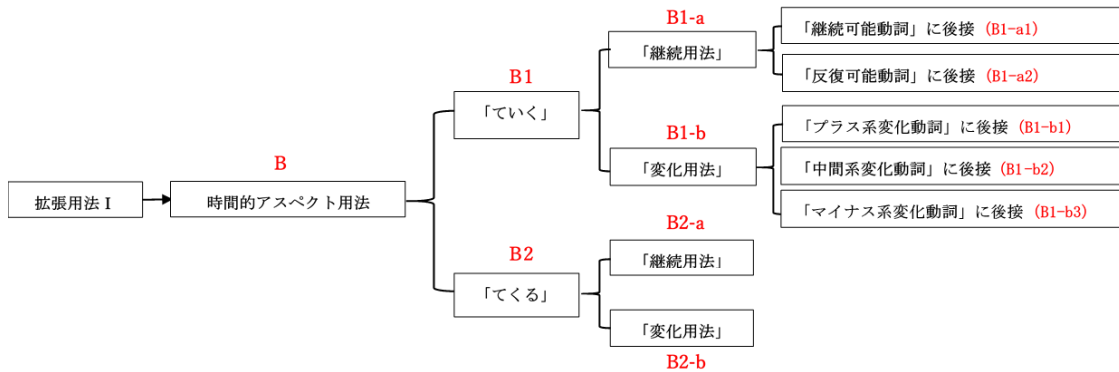 拡張用法Ⅰ
B
時間的アスペクト用法
B1
「ていく」
B1-a
「継続用法」
「継続可能動詞」に後接 (B1-a1)
「反復可能動詞」に後接 (B1-a2)
B1-b
「変化用法」
「プラス系変化動詞」に後接 (B1-b1)
「中間系変化動詞」に後接 (B1-b2)
「マイナス系変化動詞」に後接 (B1-b3)
B2
「てくる」
B2-a
「継続用法」
「変化用法」
B2-b